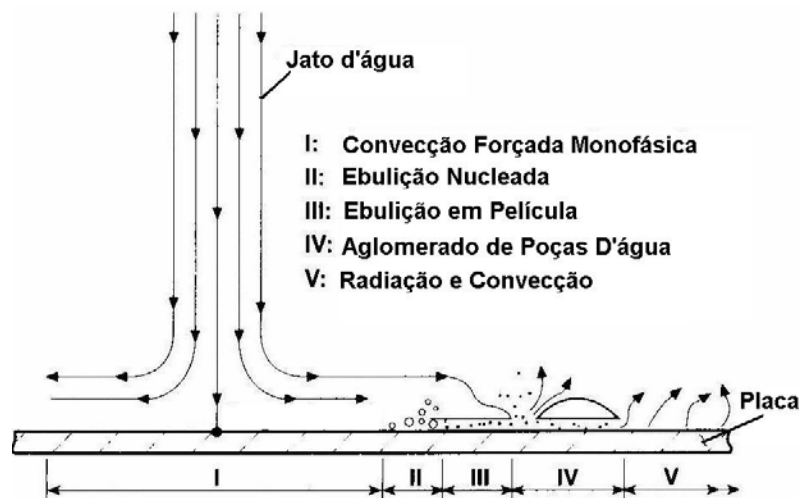 Jato d'água
I: Convecção Forçada Monofásica
II: Ebulição Nucleada
III: Ebulição em Película
IV: Aglomerado de Poças D'água
V: Radiação e Convecção
Placa
I II III IV V